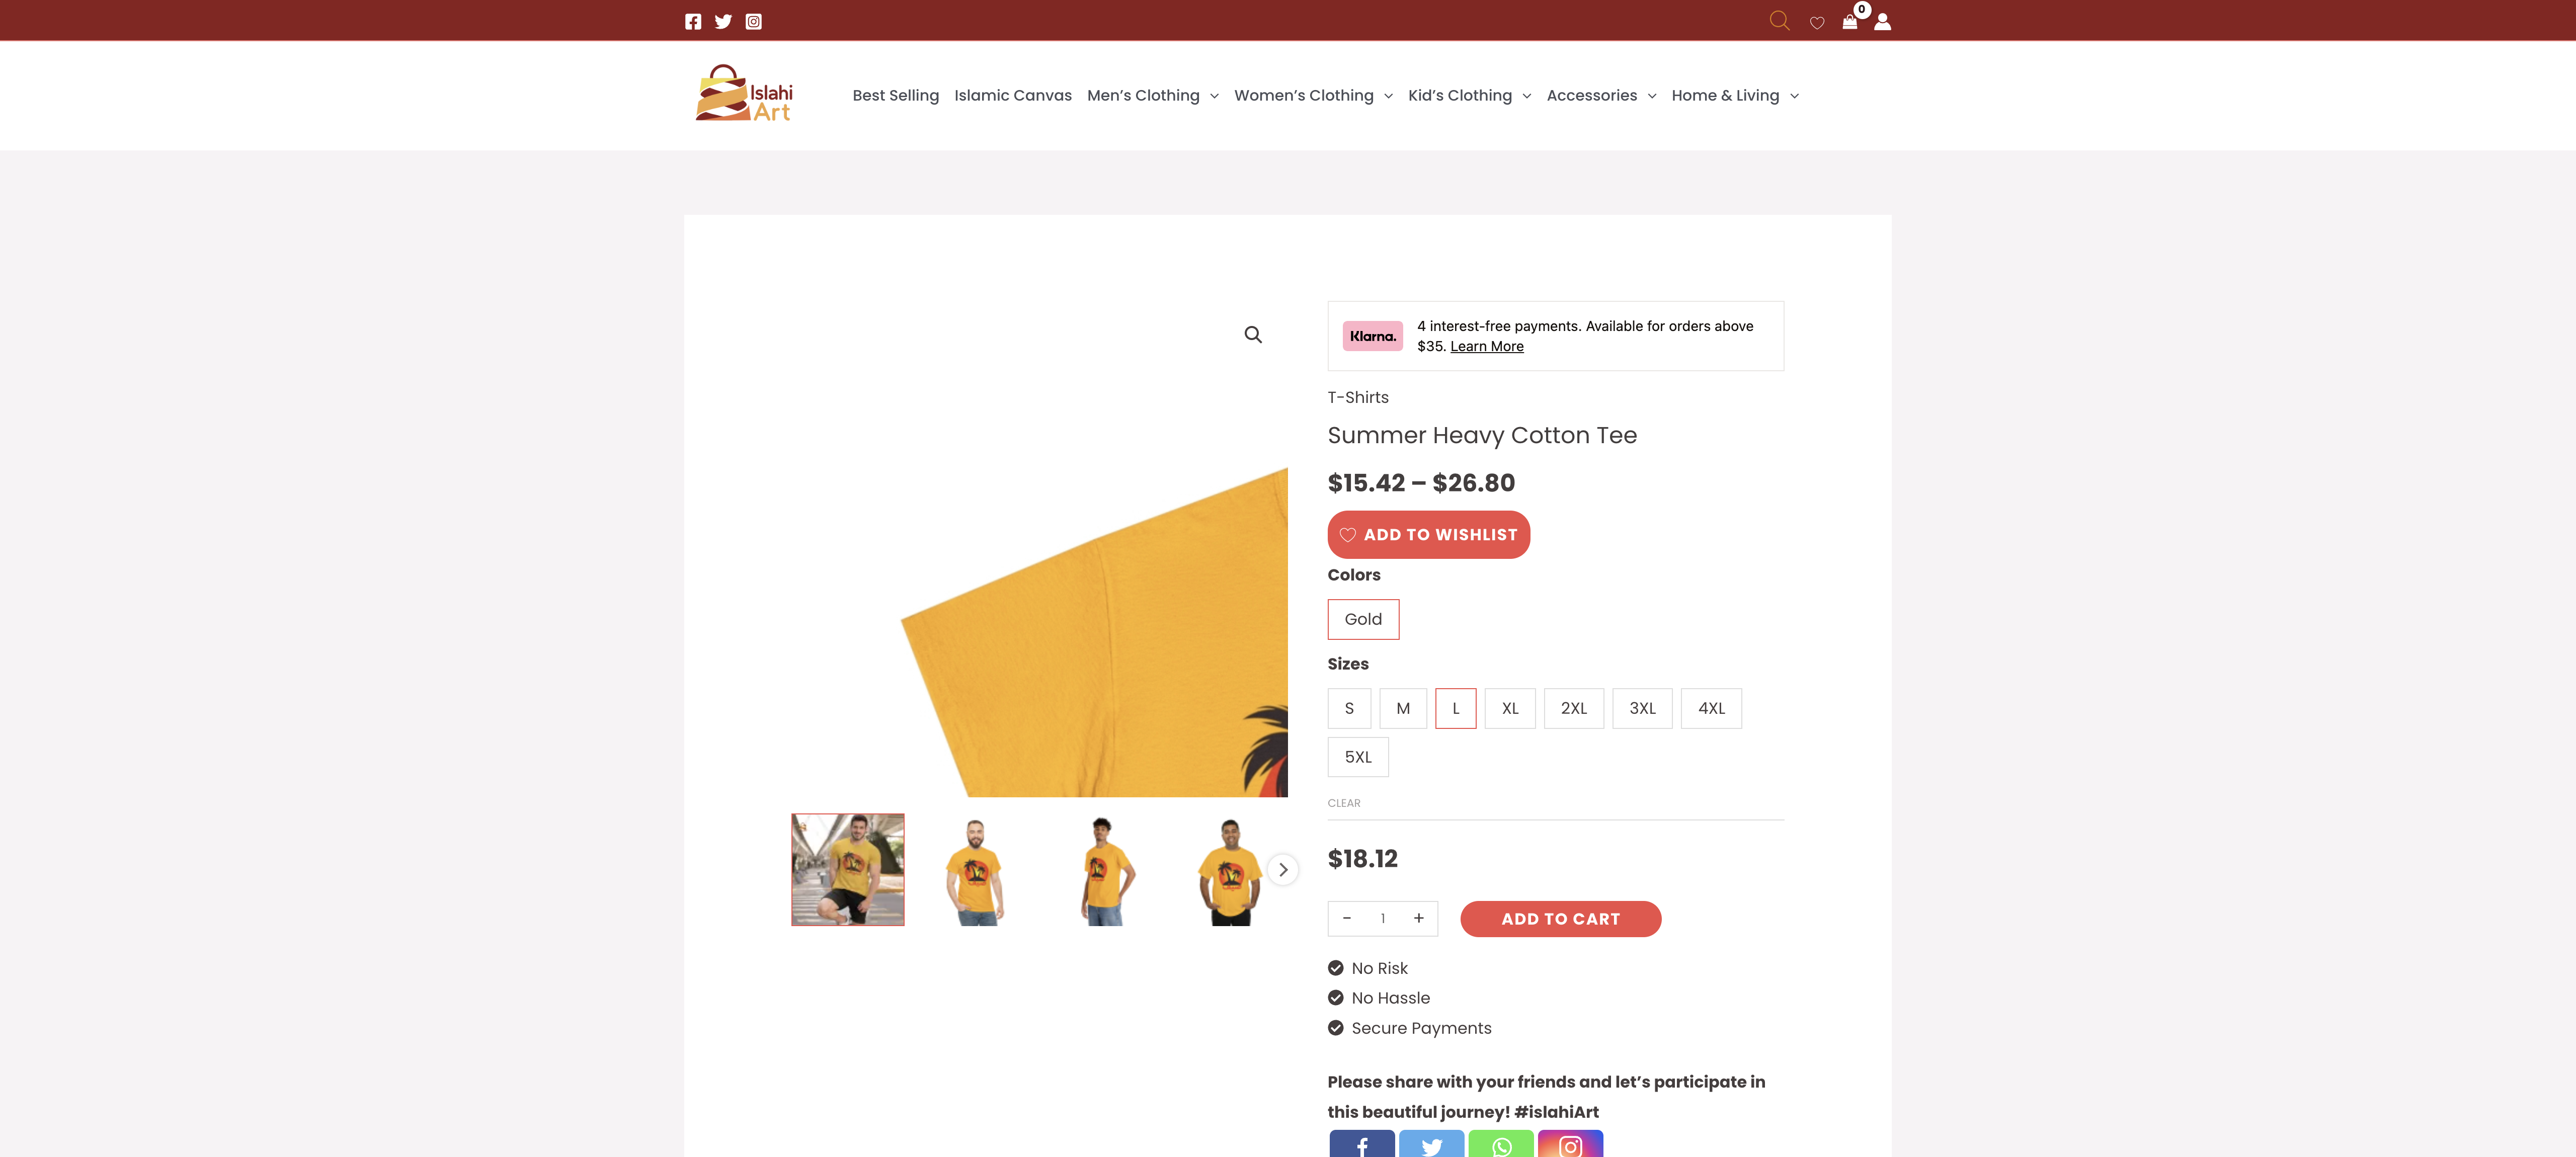 0
Islahi
Art
Best Selling
Islamic Canvas
Men’s Clothing
Women’s Clothing
Kid’s Clothing
Accessories
Home & Living
Klarna.
4 interest-free payments. Available for orders above
$35. Learn More
T-Shirts
Summer Heavy Cotton Tee
$15.42 – $26.80
ADD TO WISHLIST
Colors
Gold
Sizes
S
M
L
XL
2XL
3XL
4XL
5XL
CLEAR
$18.12
- 1 +
ADD TO CART
No Risk
No Hassle
Secure Payments
Please share with your friends and let’s participate in
this beautiful journey! #islahiArt